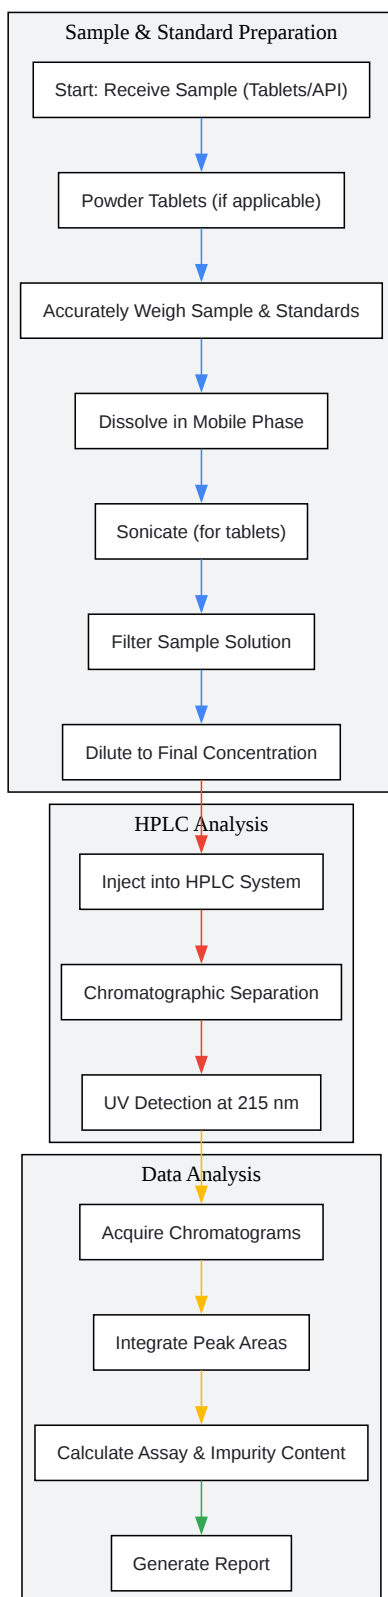 Sample & Standard Preparation
Start: Receive Sample (Tablets/API)
Powder Tablets (if applicable)
Accurately Weigh Sample & Standards
Dissolve in Mobile Phase
Sonicate (for tablets)
Filter Sample Solution
Dilute to Final Concentration
HPLC Analysis
Inject into HPLC System
Chromatographic Separation
UV Detection at 215 nm
Data Analysis
Acquire Chromatograms
Integrate Peak Areas
Calculate Assay & Impurity Content
Generate Report